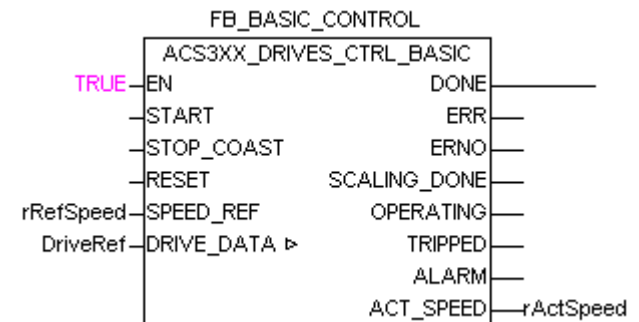 FB_BASIC_CONTROL
ACS3XX_DRIVES_CTRL_BASIC
TRUE EN DONE
START ERR
STOP_COAST ERNO
RESET SCALING_DONE
rRefSpeed SPEED_REF OPERATING
DriveRef DRIVE_DATA ▷ TRIPPED
ALARM
ACT_SPEED rActSpeed